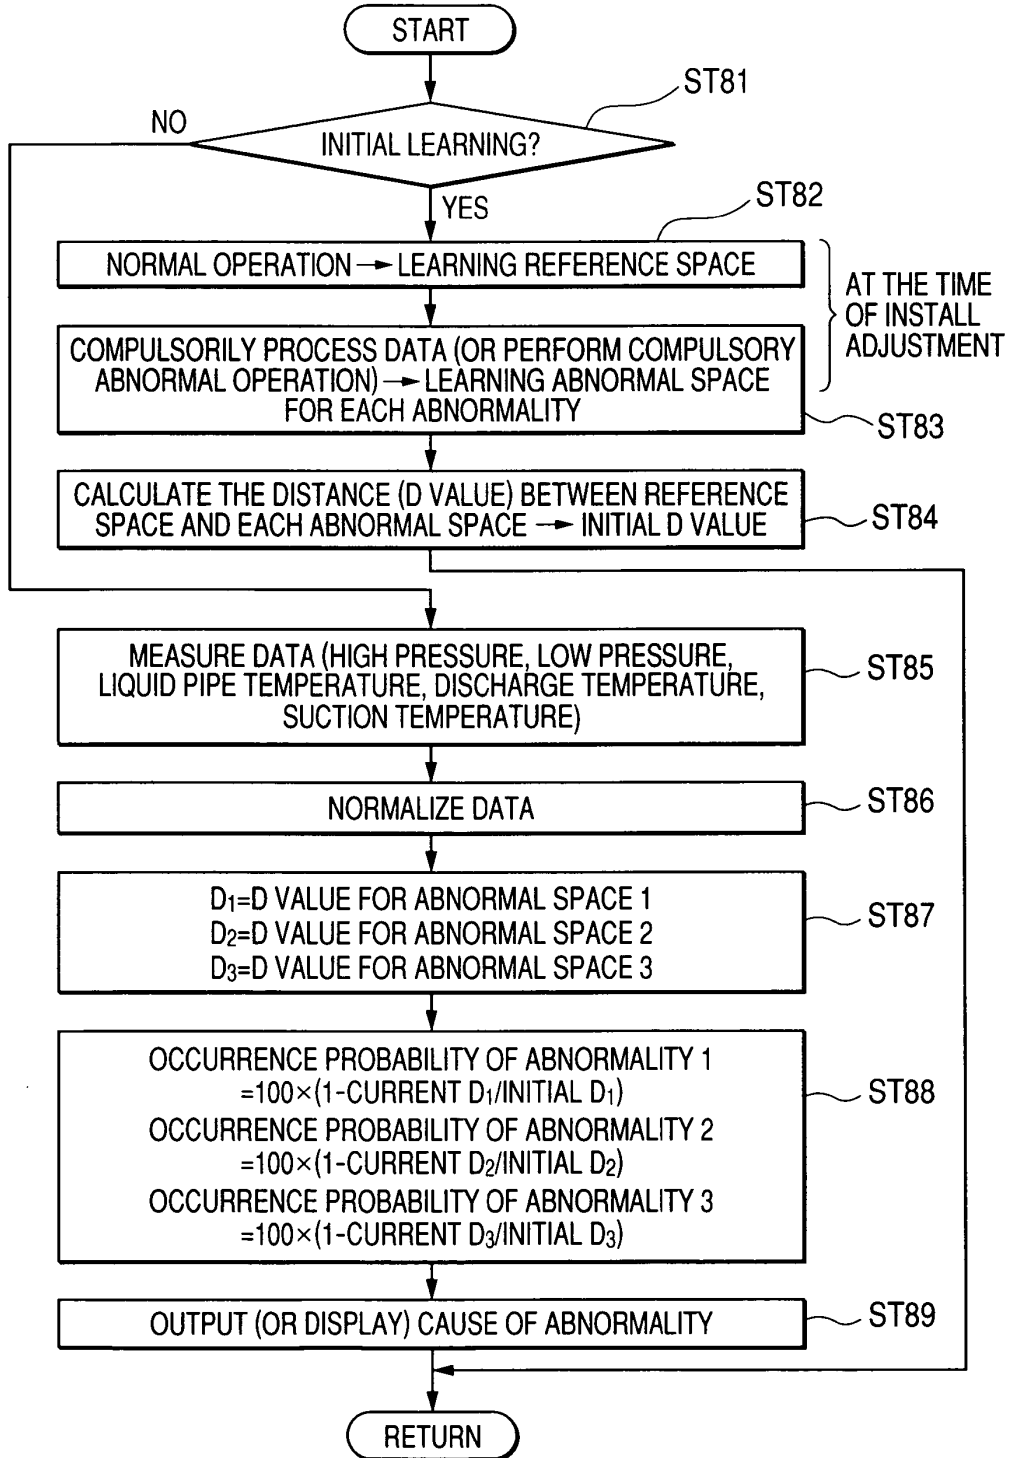 START
ST81
NO
INITIAL LEARNING?
YES
ST82
NORMAL OPERATION → LEARNING REFERENCE SPACE
AT THE TIME
OF INSTALL
ADJUSTMENT
COMPULSORILY PROCESS DATA (OR PERFORM COMPULSORY
ABNORMAL OPERATION) → LEARNING ABNORMAL SPACE
FOR EACH ABNORMALITY
ST83
CALCULATE THE DISTANCE (D VALUE) BETWEEN REFERENCE
SPACE AND EACH ABNORMAL SPACE → INITIAL D VALUE
ST84
MEASURE DATA (HIGH PRESSURE, LOW PRESSURE,
LIQUID PIPE TEMPERATURE, DISCHARGE TEMPERATURE,
SUCTION TEMPERATURE)
ST85
NORMALIZE DATA
ST86
D1=D VALUE FOR ABNORMAL SPACE 1
D2=D VALUE FOR ABNORMAL SPACE 2
D3=D VALUE FOR ABNORMAL SPACE 3
ST87
OCCURRENCE PROBABILITY OF ABNORMALITY 1
=100×(1-CURRENT D1/INITIAL D1)
OCCURRENCE PROBABILITY OF ABNORMALITY 2
=100×(1-CURRENT D2/INITIAL D2)
OCCURRENCE PROBABILITY OF ABNORMALITY 3
=100×(1-CURRENT D3/INITIAL D3)
ST88
OUTPUT (OR DISPLAY) CAUSE OF ABNORMALITY
ST89
RETURN